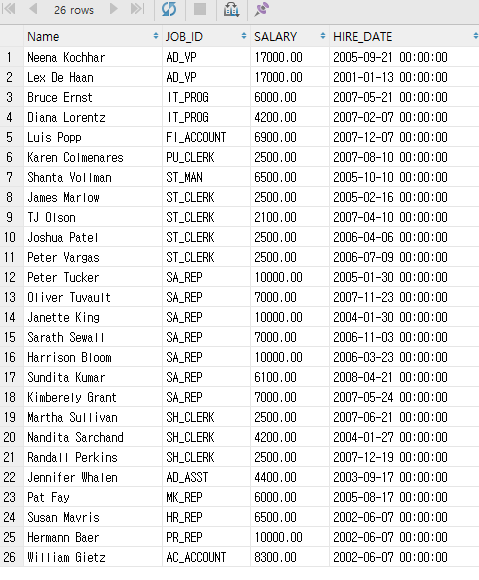 26 rows
Name JOB_ID SALARY HIRE_DATE
1 Neena Kochhar AD_VP 17000.00 2005-09-21 00:00:00
2 Lex De Haan AD_VP 17000.00 2001-01-13 00:00:00
3 Bruce Ernst IT_PROG 6000.00 2007-05-21 00:00:00
4 Diana Lorentz IT_PROG 4200.00 2007-02-07 00:00:00
5 Luis Popp FI_ACCOUNT 6900.00 2007-12-07 00:00:00
6 Karen Colmenares PU_CLERK 2500.00 2007-08-10 00:00:00
7 Shanta Vollman ST_MAN 6500.00 2005-10-10 00:00:00
8 James Marlow ST_CLERK 2500.00 2005-02-16 00:00:00
9 TJ Olson ST_CLERK 2100.00 2007-04-10 00:00:00
10 Joshua Patel ST_CLERK 2500.00 2006-04-06 00:00:00
11 Peter Vargas ST_CLERK 2500.00 2006-07-09 00:00:00
12 Peter Tucker SA_REP 10000.00 2005-01-30 00:00:00
13 Oliver Tuvault SA_REP 7000.00 2007-11-23 00:00:00
14 Janette King SA_REP 10000.00 2004-01-30 00:00:00
15 Sarath Sewall SA_REP 7000.00 2006-11-03 00:00:00
16 Harrison Bloom SA_REP 10000.00 2006-03-23 00:00:00
17 Sundita Kumar SA_REP 6100.00 2008-04-21 00:00:00
18 Kimberely Grant SA_REP 7000.00 2007-05-24 00:00:00
19 Martha Sullivan SH_CLERK 2500.00 2007-06-21 00:00:00
20 Nandita Sarchand SH_CLERK 4200.00 2004-01-27 00:00:00
21 Randall Perkins SH_CLERK 2500.00 2007-12-19 00:00:00
22 Jennifer Whalen AD_ASST 4400.00 2003-09-17 00:00:00
23 Pat Fay MK_REP 6000.00 2005-08-17 00:00:00
24 Susan Mavris HR_REP 6500.00 2002-06-07 00:00:00
25 Hermann Baer PR_REP 10000.00 2002-06-07 00:00:00
26 William Gietz AC_ACCOUNT 8300.00 2002-06-07 00:00:00